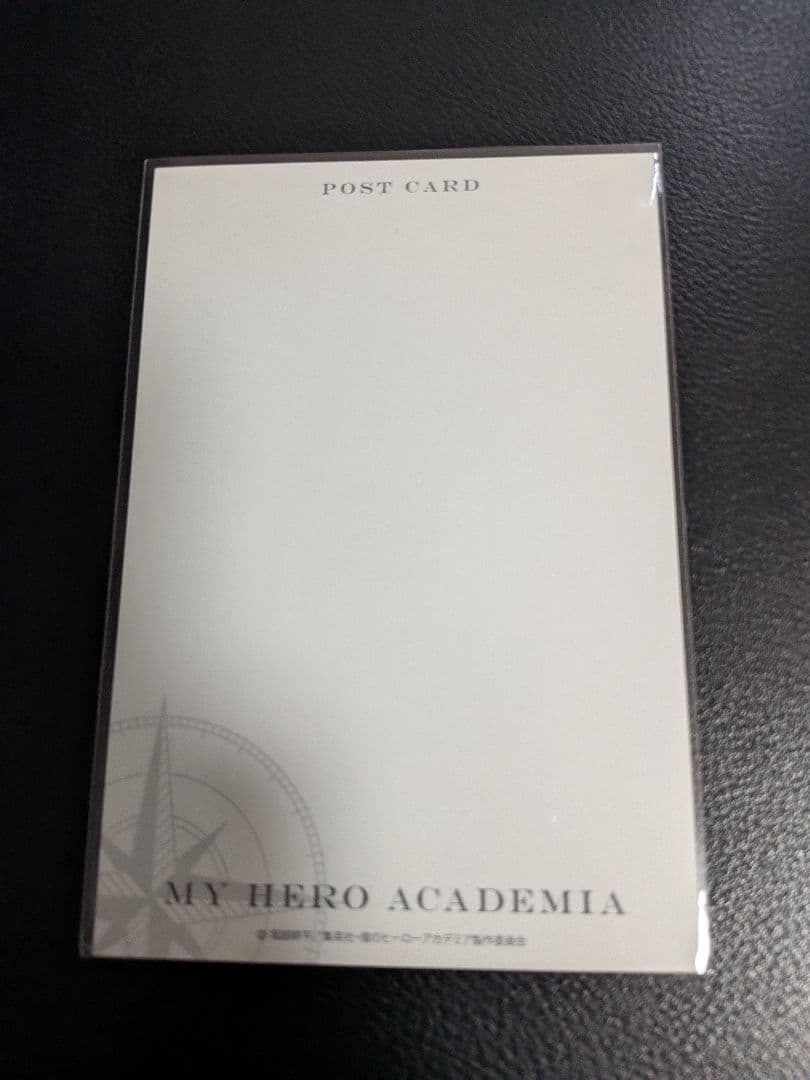 POST CARD
MY HERO ACADEMIA
© 堀越耕平/集英社・僕のヒーローアカデミア製作委員会